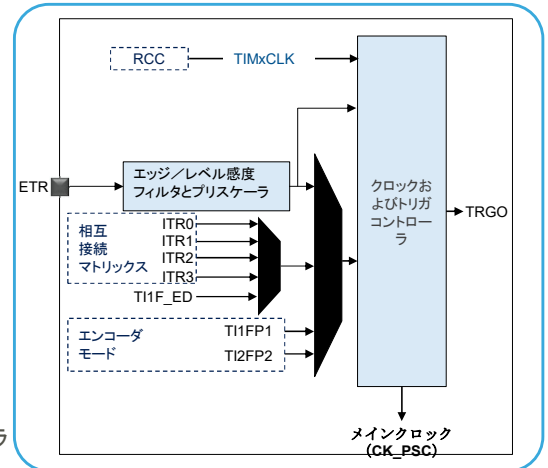 RCC
TIMxCLK
ETR
エッジ／レベル感度
フィルタとプリスケーラ
クロックお
よびトリガ
コントロー
ラ
TRGO
相互
接続
マトリックス
ITR0
ITR1
ITR2
ITR3
TI1F_ED
エンコーダ
モード
TI1FP1
TI2FP2
メインクロック
(CK_PSC)
ラ